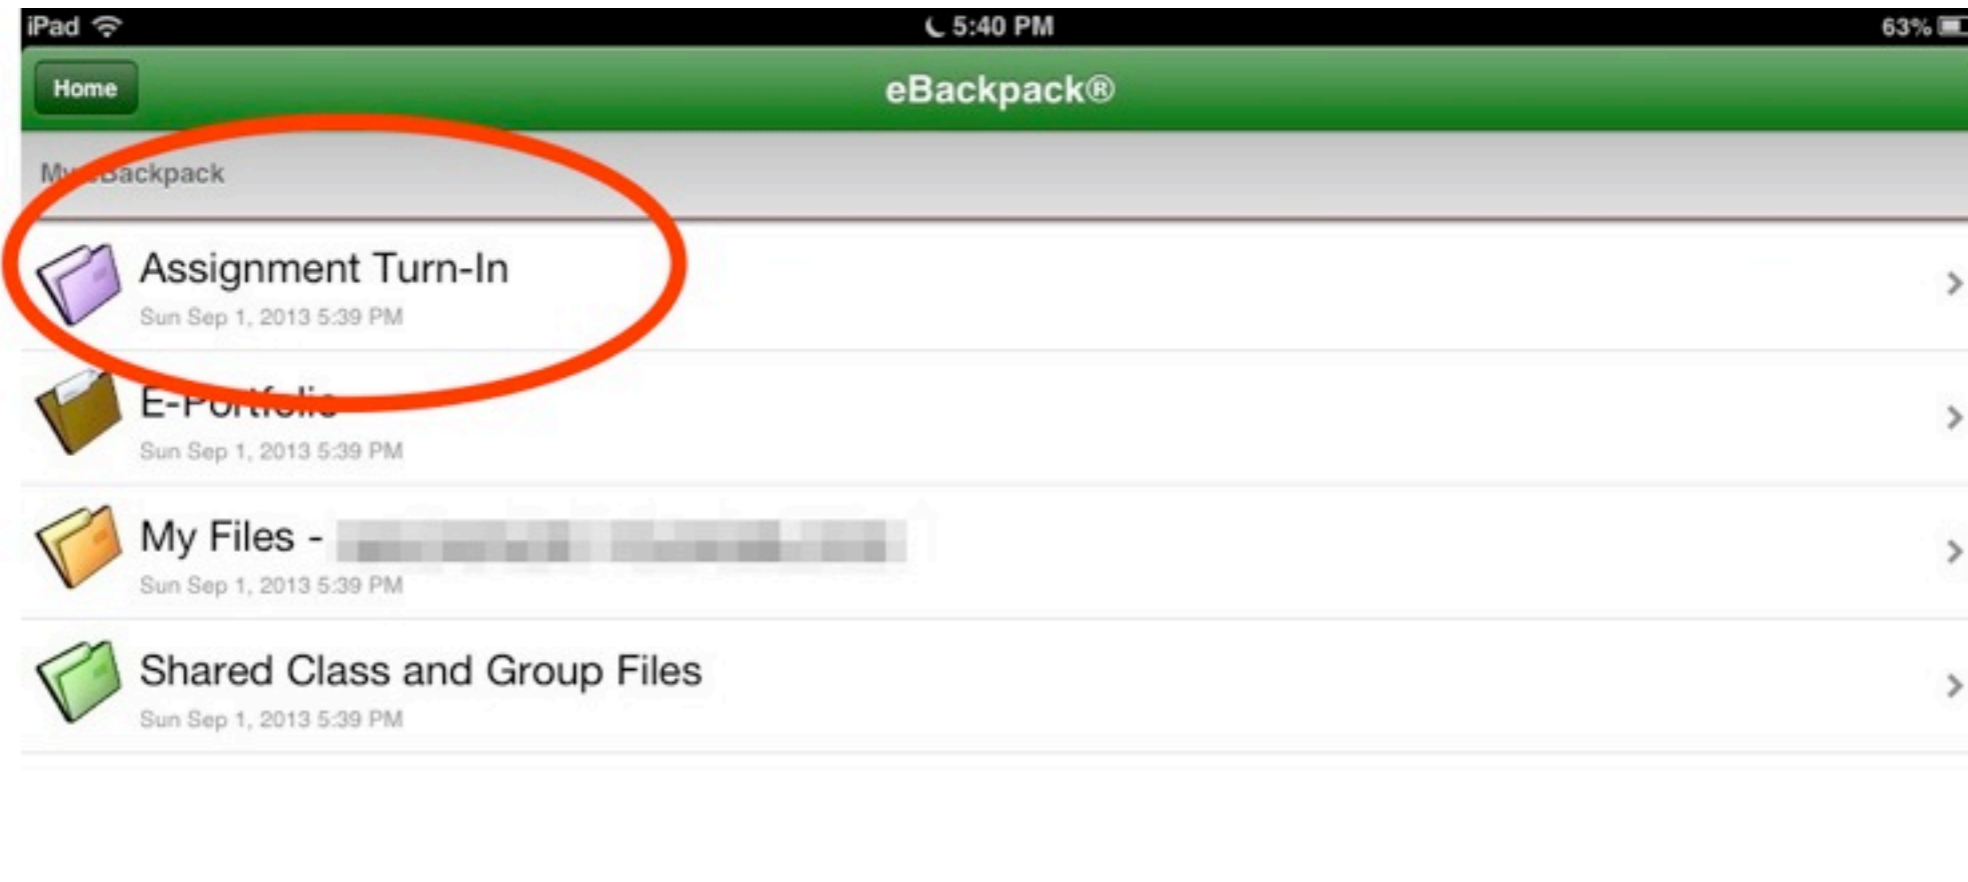 iPad 5:40 PM 63%
Home eBackpack®
My eBackpack
Assignment Turn-In
Sun Sep 1, 2013 5:39 PM
E-Portfolio
Sun Sep 1, 2013 5:39 PM
My Files -
Sun Sep 1, 2013 5:39 PM
Shared Class and Group Files
Sun Sep 1, 2013 5:39 PM